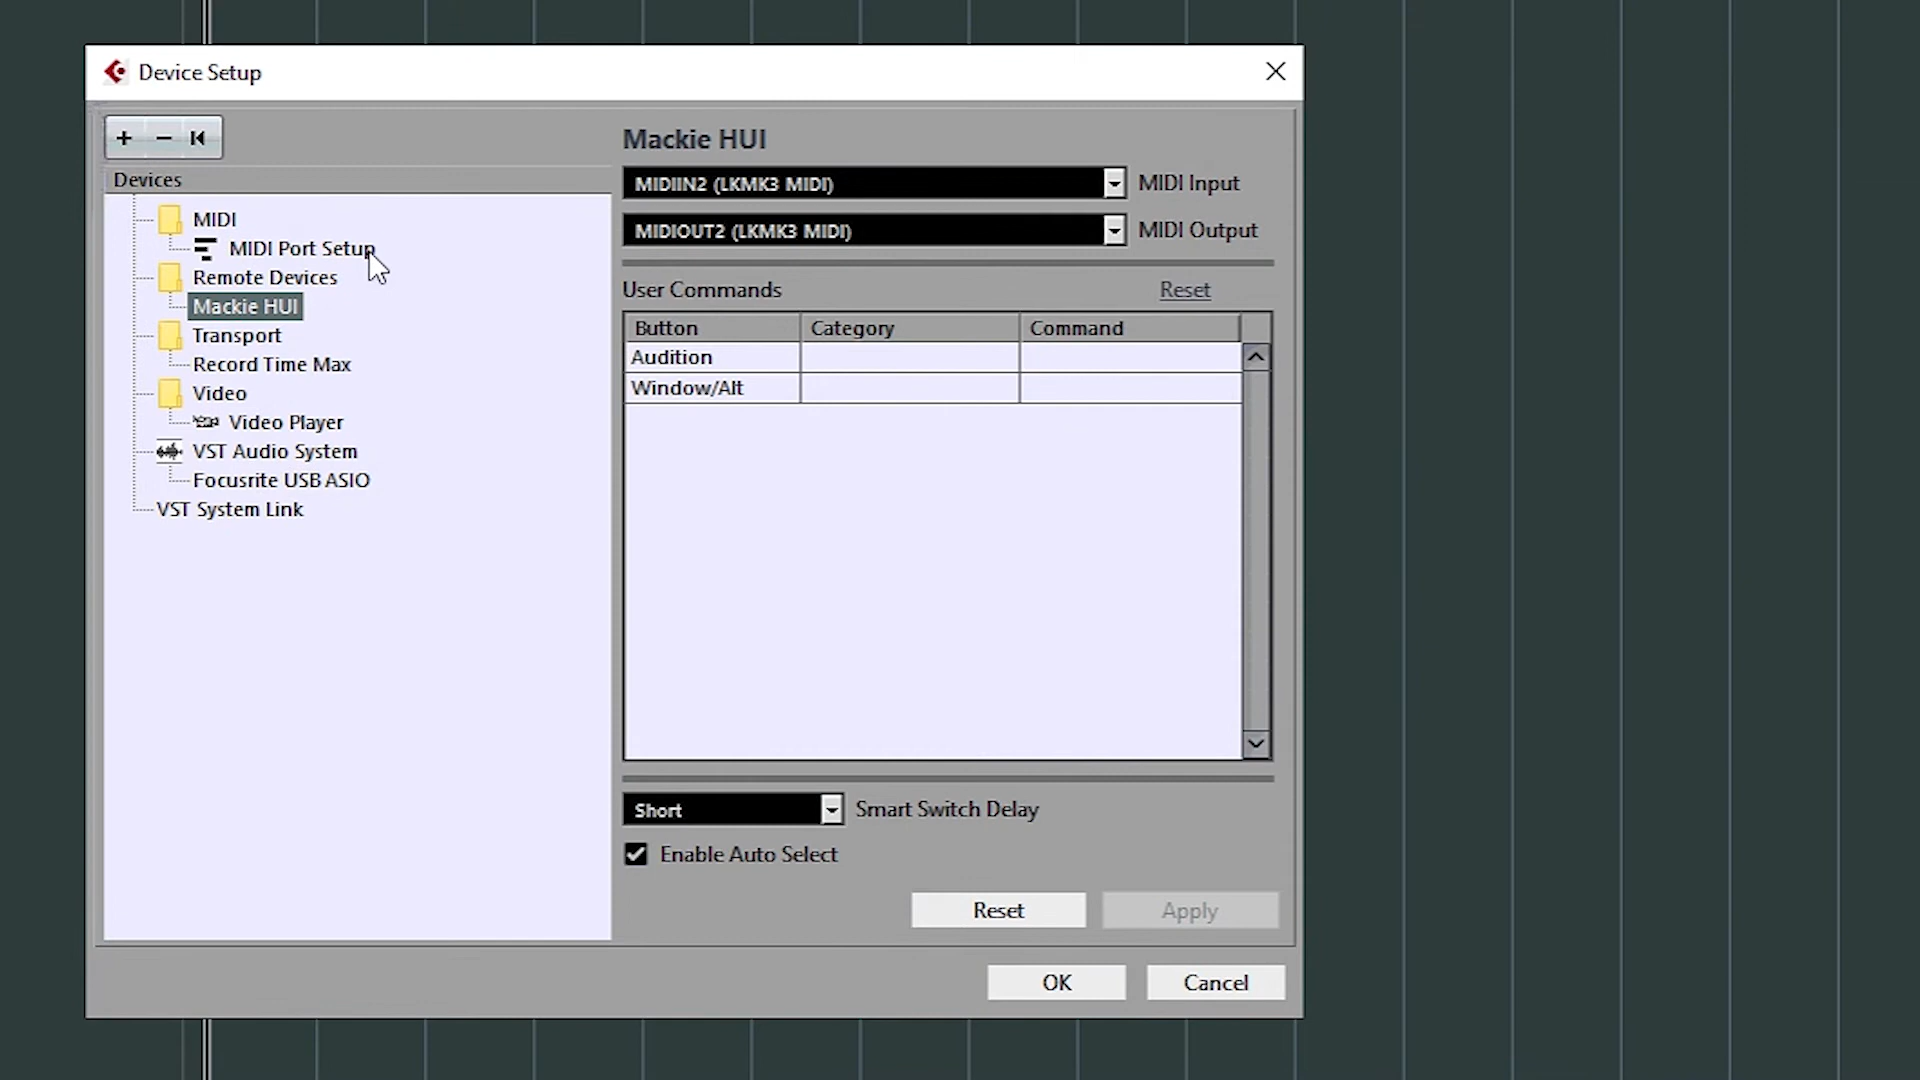 Device Setup
Devices
MIDI
MIDI Port Setup
Remote Devices
Mackie HUI
Transport
Record Time Max
Video
Video Player
VST Audio System
Focusrite USB ASIO
VST System Link
Mackie HUI
MIDIIN2 (LKMK3 MIDI) MIDI Input
MIDIOUT2 (LKMK3 MIDI) MIDI Output
User Commands Reset
Button Category Command
Audition
Window/Alt
Short Smart Switch Delay
Enable Auto Select
Reset Apply
OK Cancel